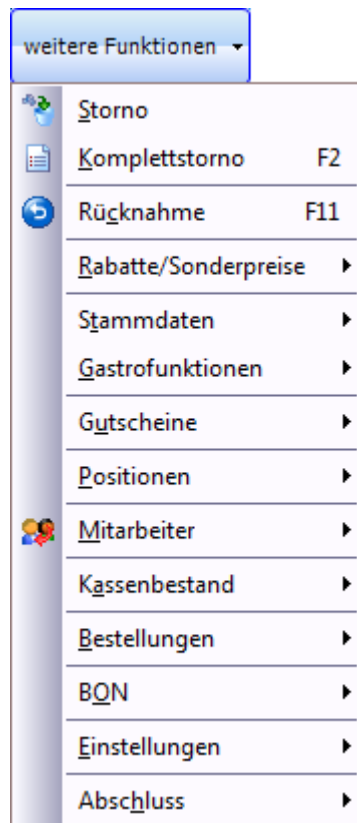 weitere Funktionen
Storno
Komplettstorno F2
Rücknahme F11
Rabatte/Sonderpreise
Stammdaten
Gastrofunktionen
Gutscheine
Positionen
Mitarbeiter
Kassenbestand
Bestellungen
BON
Einstellungen
Abschluss